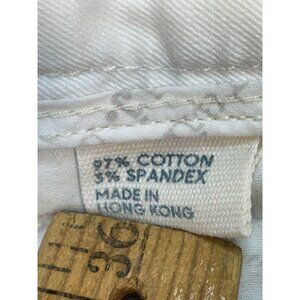 97% COTTON
3% SPANDEX
MADE IN
HONG KONG
36